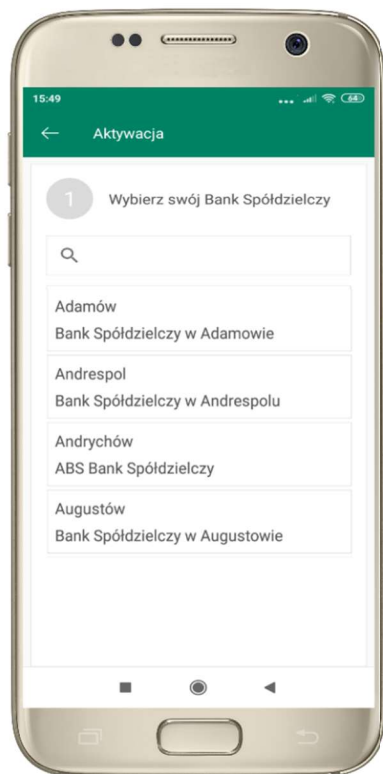 15:49
64
Aktywacja
1
Wybierz swój Bank Spółdzielczy
Adamów
Bank Spółdzielczy w Adamowie
Andrespol
Bank Spółdzielczy w Andrespolu
Andrychów
ABS Bank Spółdzielczy
Augustów
Bank Spółdzielczy w Augustowie